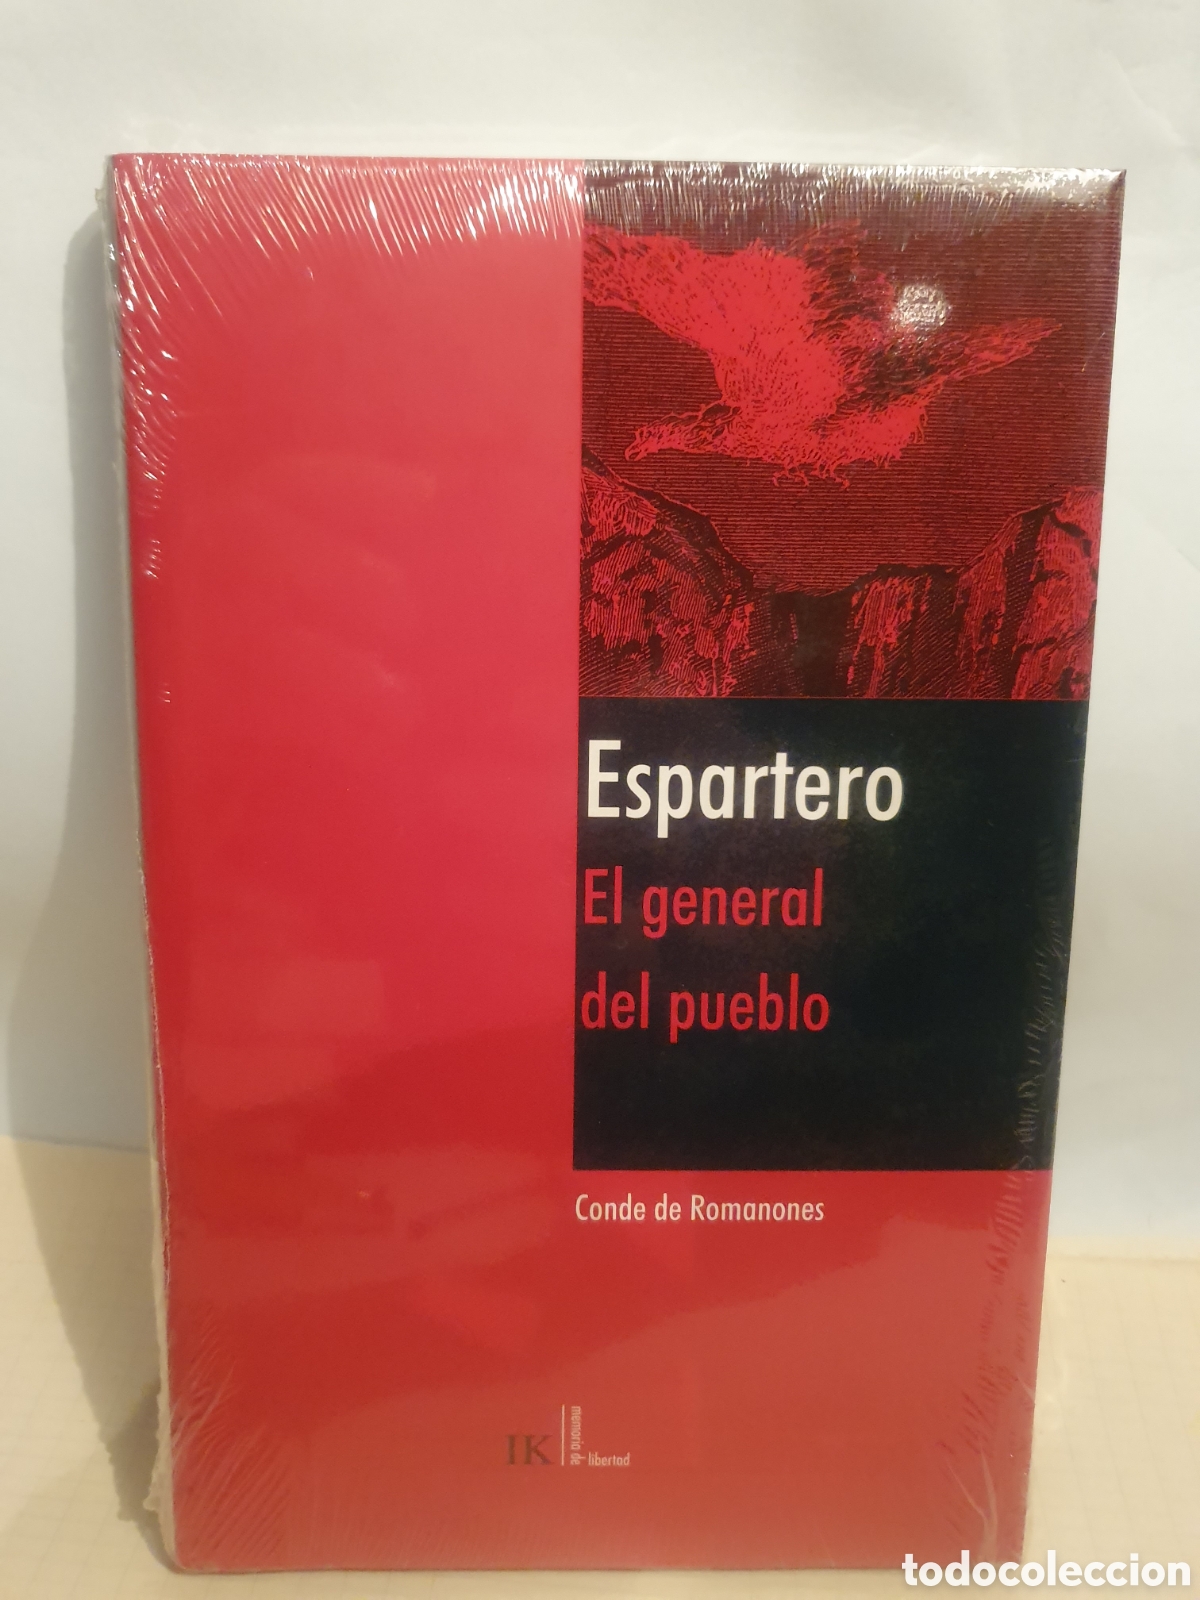 Espartero
El general
del pueblo
Conde de Romanones
IK
memoria de
libertad
todocoleccion